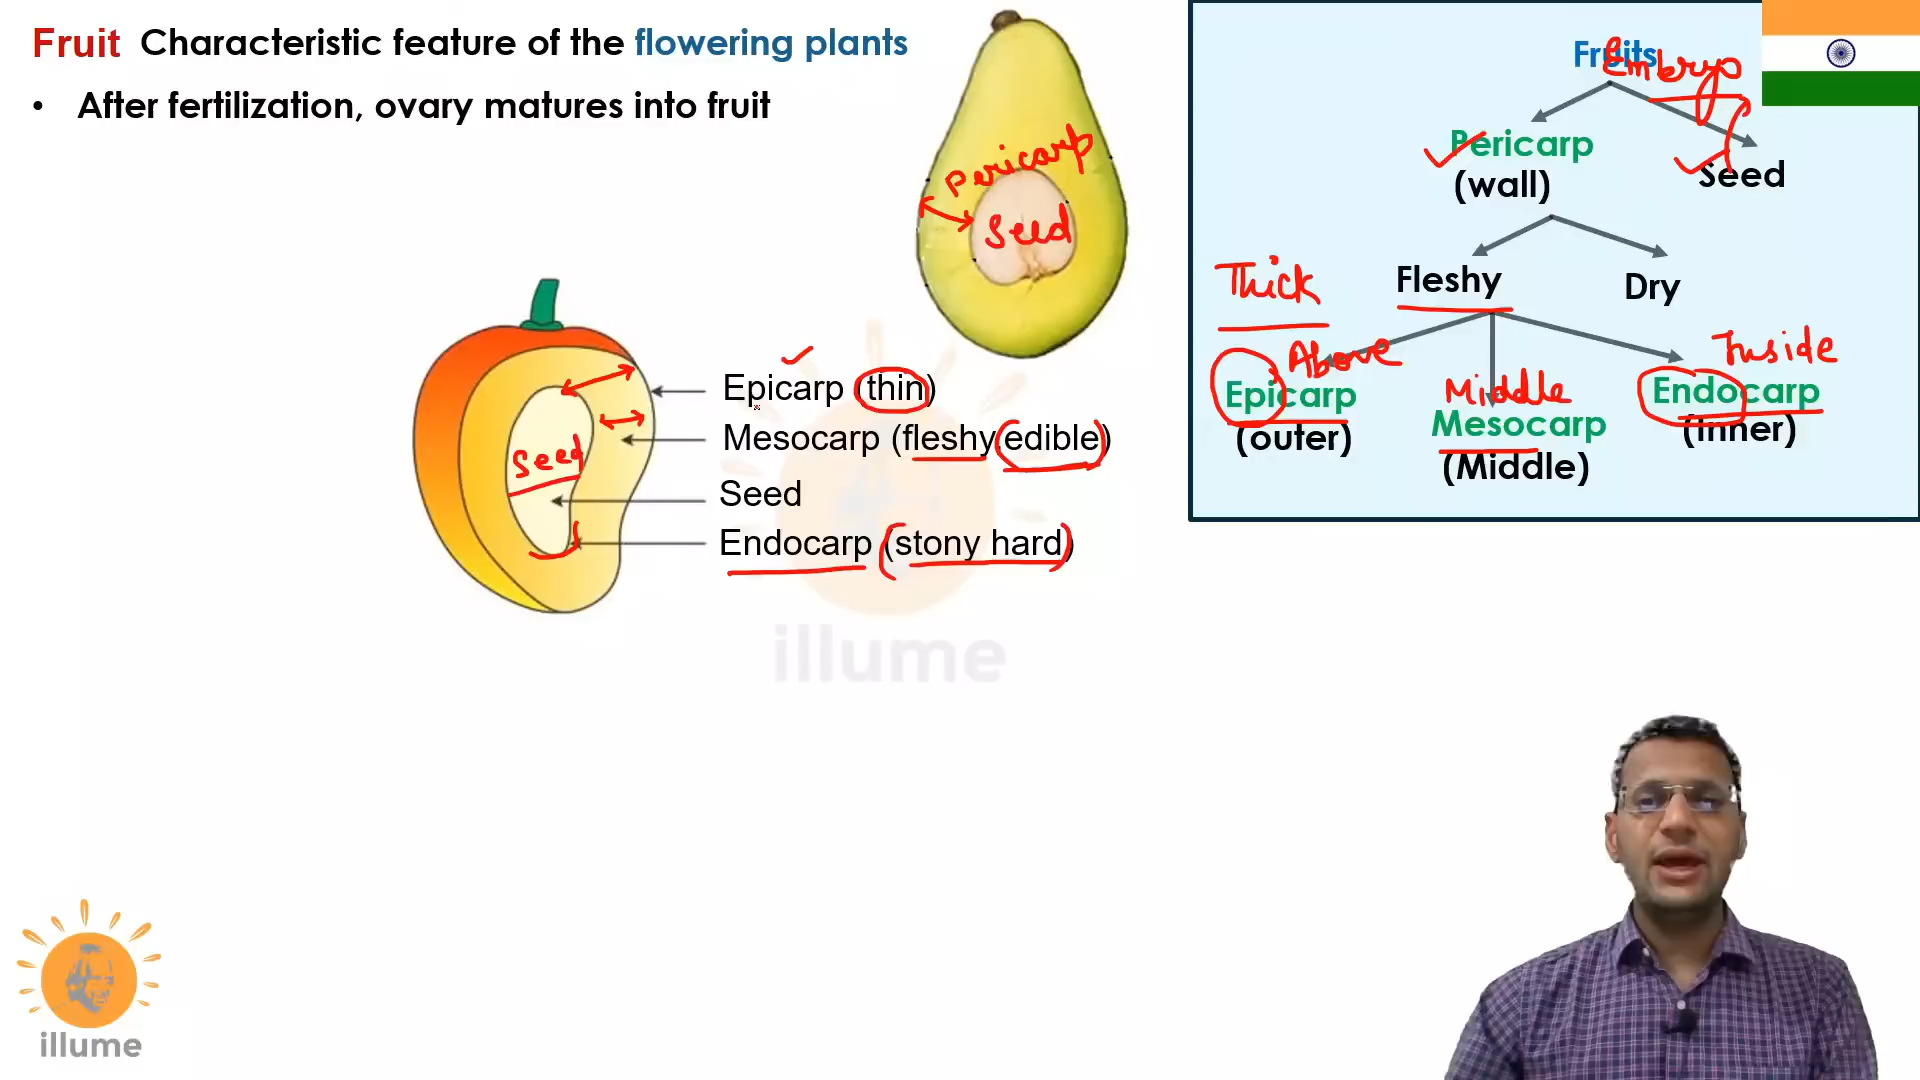 Fruit Characteristic feature of the flowering plants
• After fertilization, ovary matures into fruit
Pericarp
Seed
Seed
Epicarp (thin)
Mesocarp (fleshy edible)
Seed
Endocarp (stony hard)
illume
Fruits
Embryo
Pericarp
(wall)
Seed
Thick
Fleshy
Dry
Above
Middle
Inside
Epicarp
(outer)
Mesocarp
(Middle)
Endocarp
(inner)
illume